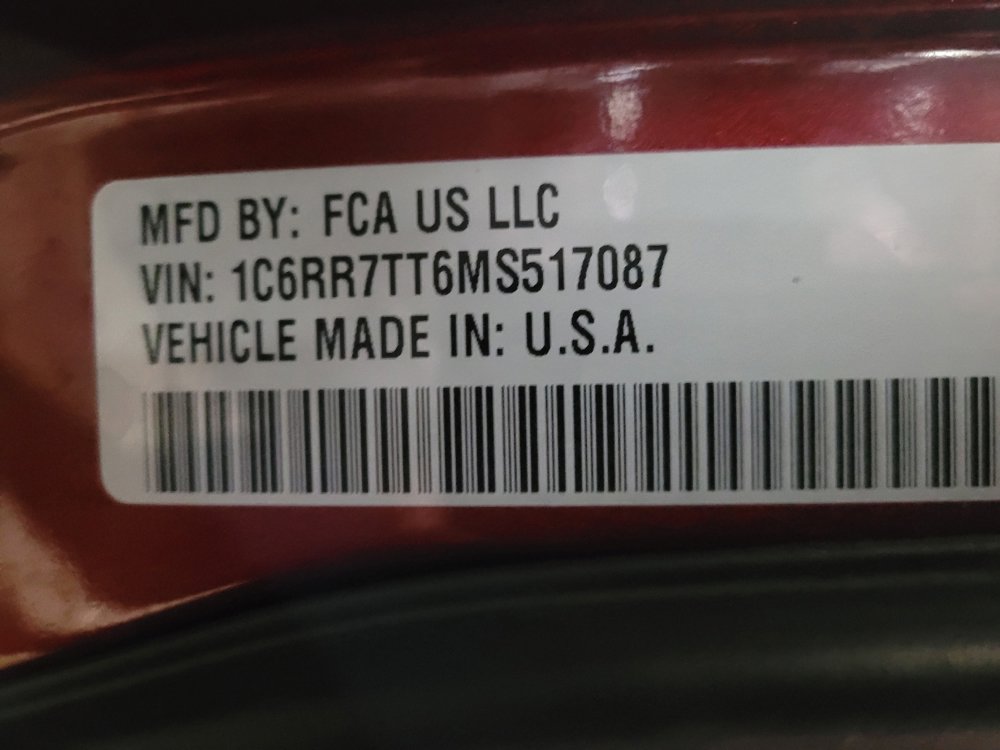 MFD BY: FCA US LLC
VIN: 1C6RR7TT6MS517087
VEHICLE MADE IN: U.S.A.